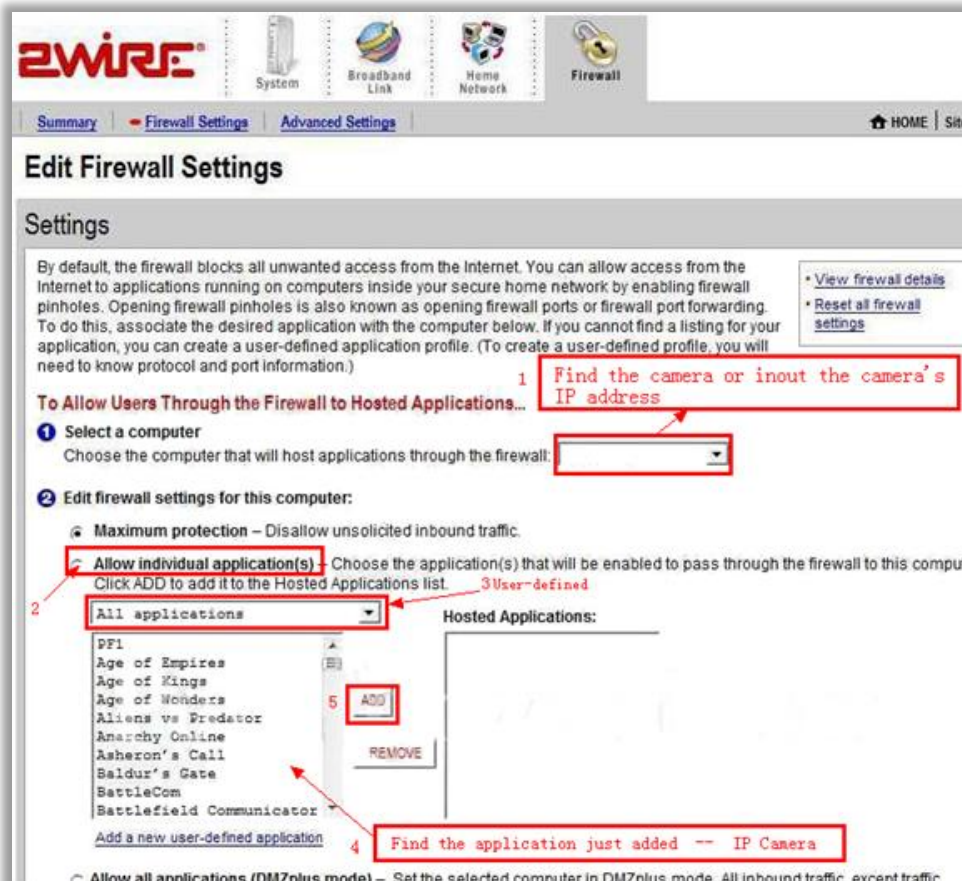 2WIRE
System
Broadband Link
Home Network
Firewall
Summary
Firewall Settings
Advanced Settings
HOME
Edit Firewall Settings
Settings
By default, the firewall blocks all unwanted access from the Internet. You can allow access from the
Internet to applications running on computers inside your secure home network by enabling firewall
pinholes. Opening firewall pinholes is also known as opening firewall ports or firewall port forwarding.
To do this, associate the desired application with the computer below. If you cannot find a listing for your
application, you can create a user-defined application profile. (To create a user-defined profile, you will
need to know protocol and port information.)
• View firewall details
• Reset all firewall
settings
1
Find the camera or inout the camera's
IP address
To Allow Users Through the Firewall to Hosted Applications...
1 Select a computer
Choose the computer that will host applications through the firewall:
2 Edit firewall settings for this computer:
Maximum protection – Disallow unsolicited inbound traffic.
Allow individual application(s) – Choose the application(s) that will be enabled to pass through the firewall to this compu
Click ADD to add it to the Hosted Applications list.
2
3 User-defined
All applications
Hosted Applications:
PF1
Age of Empires
Age of Kings
Age of Wonders
Aliens vs Predator
Anarchy Online
Asheron's Call
Baldur's Gate
BattleCom
Battlefield Communicator
5
ADD
REMOVE
Add a new user-defined application
4
Find the application just added -- IP Camera
Allow all applications (DMZplus mode) – Set the selected computer in DMZplus mode. All inbound traffic, except traffic